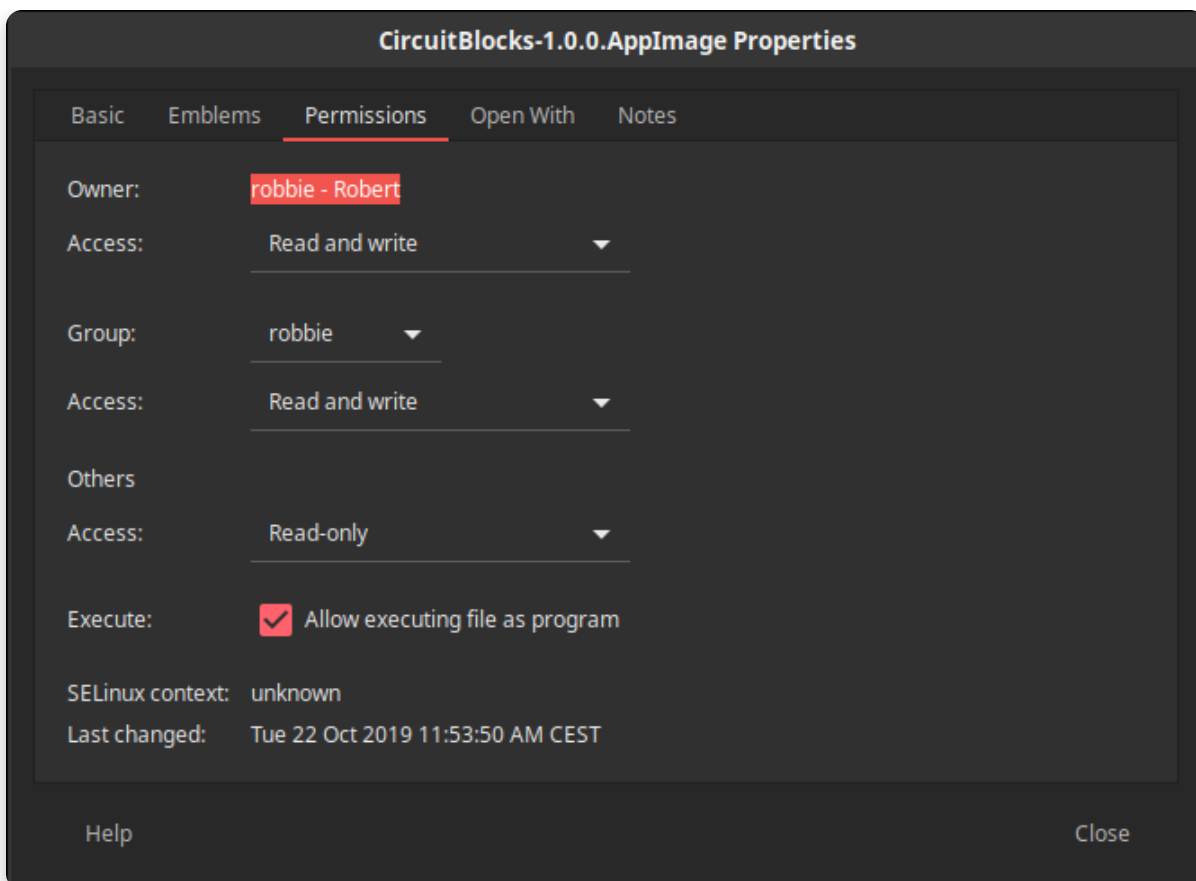 CircuitBlocks-1.0.0.AppImage Properties
Basic Emblems Permissions Open With Notes
Owner: robbie - Robert
Access: Read and write
Group: robbie
Access: Read and write
Others
Access: Read-only
Execute: Allow executing file as program
SELinux context: unknown
Last changed: Tue 22 Oct 2019 11:53:50 AM CEST
Help Close